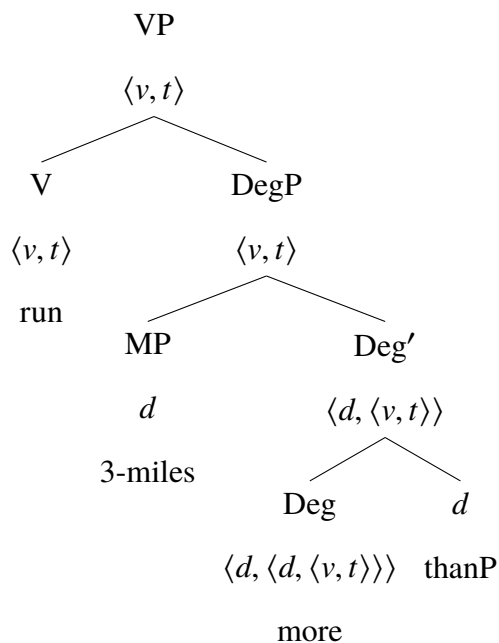 VP
⟨v, t⟩
V DegP
⟨v, t⟩ ⟨v, t⟩
run
MP Deg′
d ⟨d, ⟨v, t⟩⟩
3-miles
Deg d
⟨d, ⟨d, ⟨v, t⟩⟩⟩ thanP
more